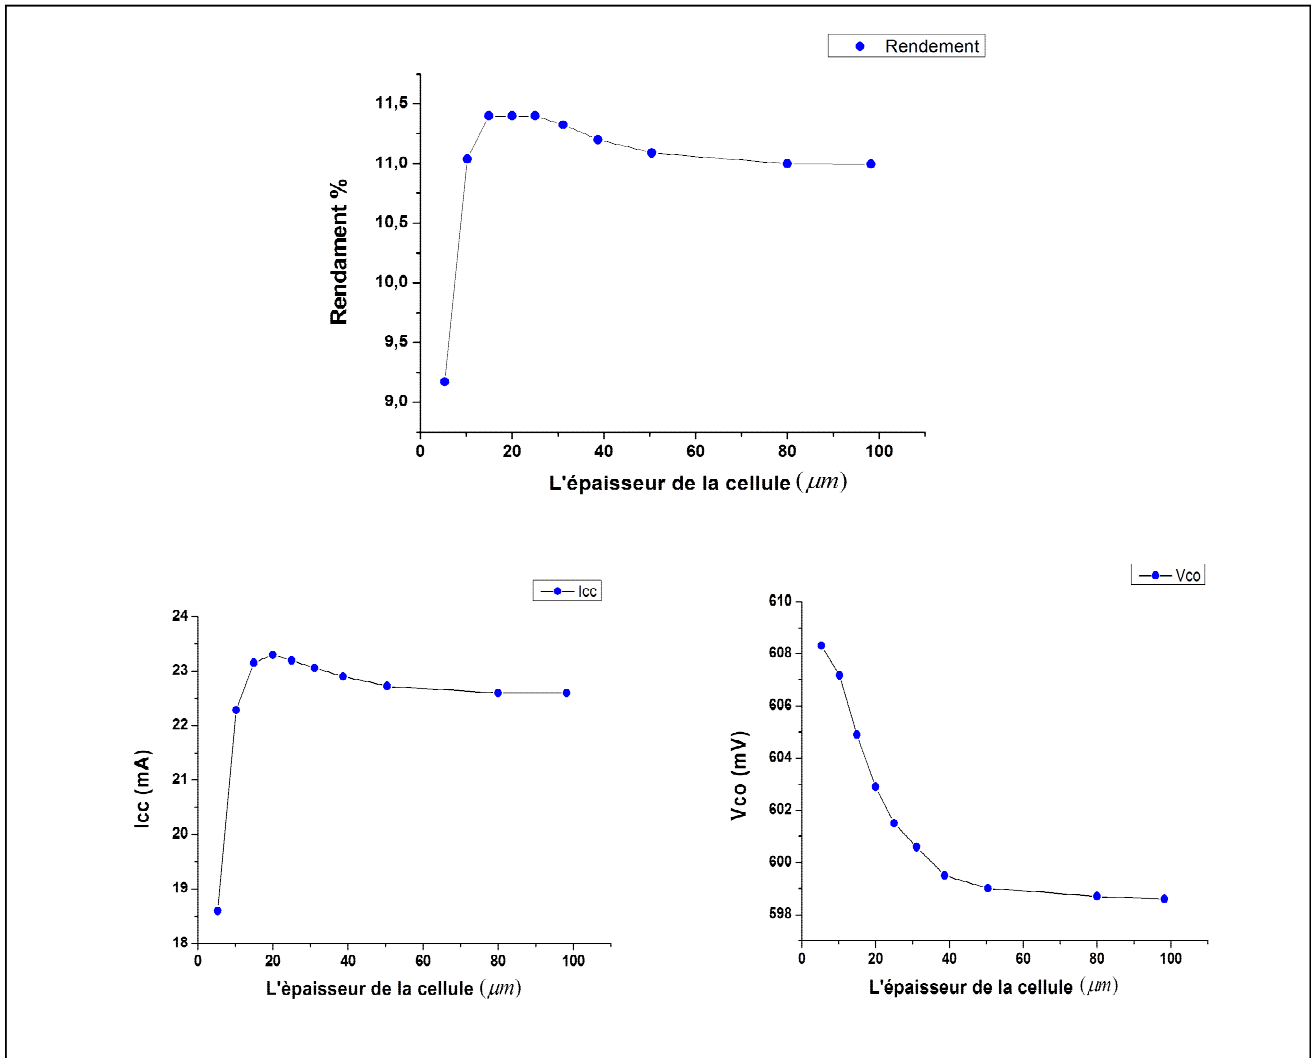 Rendement
11,5
11,0
10,5
10,0
9,5
9,0
Rendament %
0 20 40 60 80 100
L'épaisseur de la cellule (μm)
Icc
24
23
22
21
20
19
18
Icc (mA)
0 20 40 60 80 100
L'èpaisseur de la cellule (μm)
Vco
610
608
606
604
602
600
598
Vco (mV)
0 20 40 60 80 100
L'épaisseur de la cellule (μm)